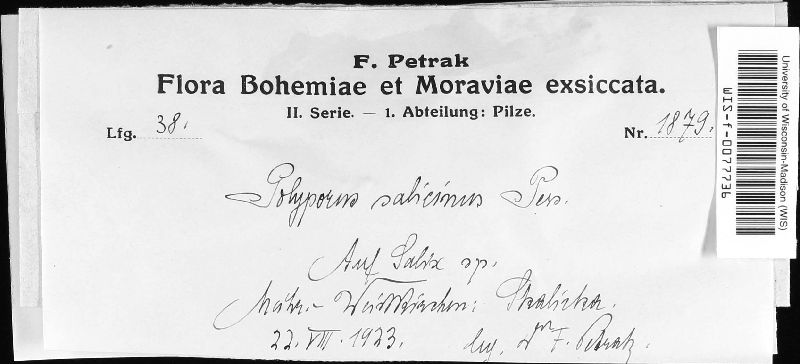 F. Petrak
Flora Bohemiae et Moraviae exsiccata.
II. Serie. — 1. Abteilung: Pilze.
Lfg. 38.
Nr. 1879.
Polyporus salicinus Pers.
Auf Salix sp.
Mähr.-Weisskirchen: Skalicka.
22. VIII. 1923. leg. Dr F. Petrak.
University of Wisconsin-Madison (WIS)
WIS-f-0077736